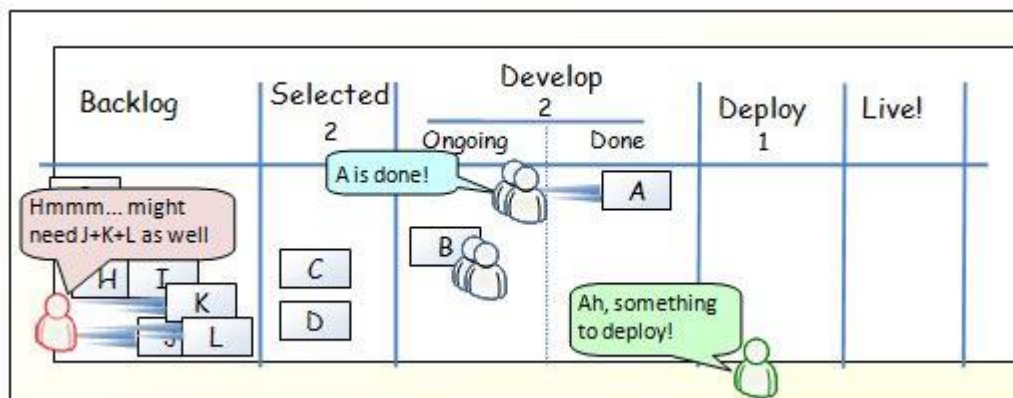 Backlog
Selected
2
Develop
2
Ongoing
Done
Deploy
1
Live!
A is done!
A
Hmmm... might
need J+K+L as well
B
H
I
C
K
D
J
L
Ah, something
to deploy!